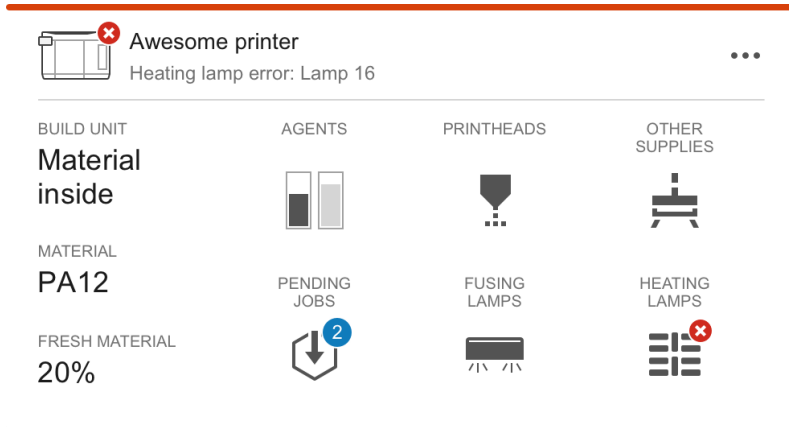 Awesome printer
Heating lamp error: Lamp 16
BUILD UNIT
Material
inside
MATERIAL
PA12
FRESH MATERIAL
20%
AGENTS
PRINTHEADS
OTHER
SUPPLIES
PENDING
JOBS
2
FUSING
LAMPS
HEATING
LAMPS